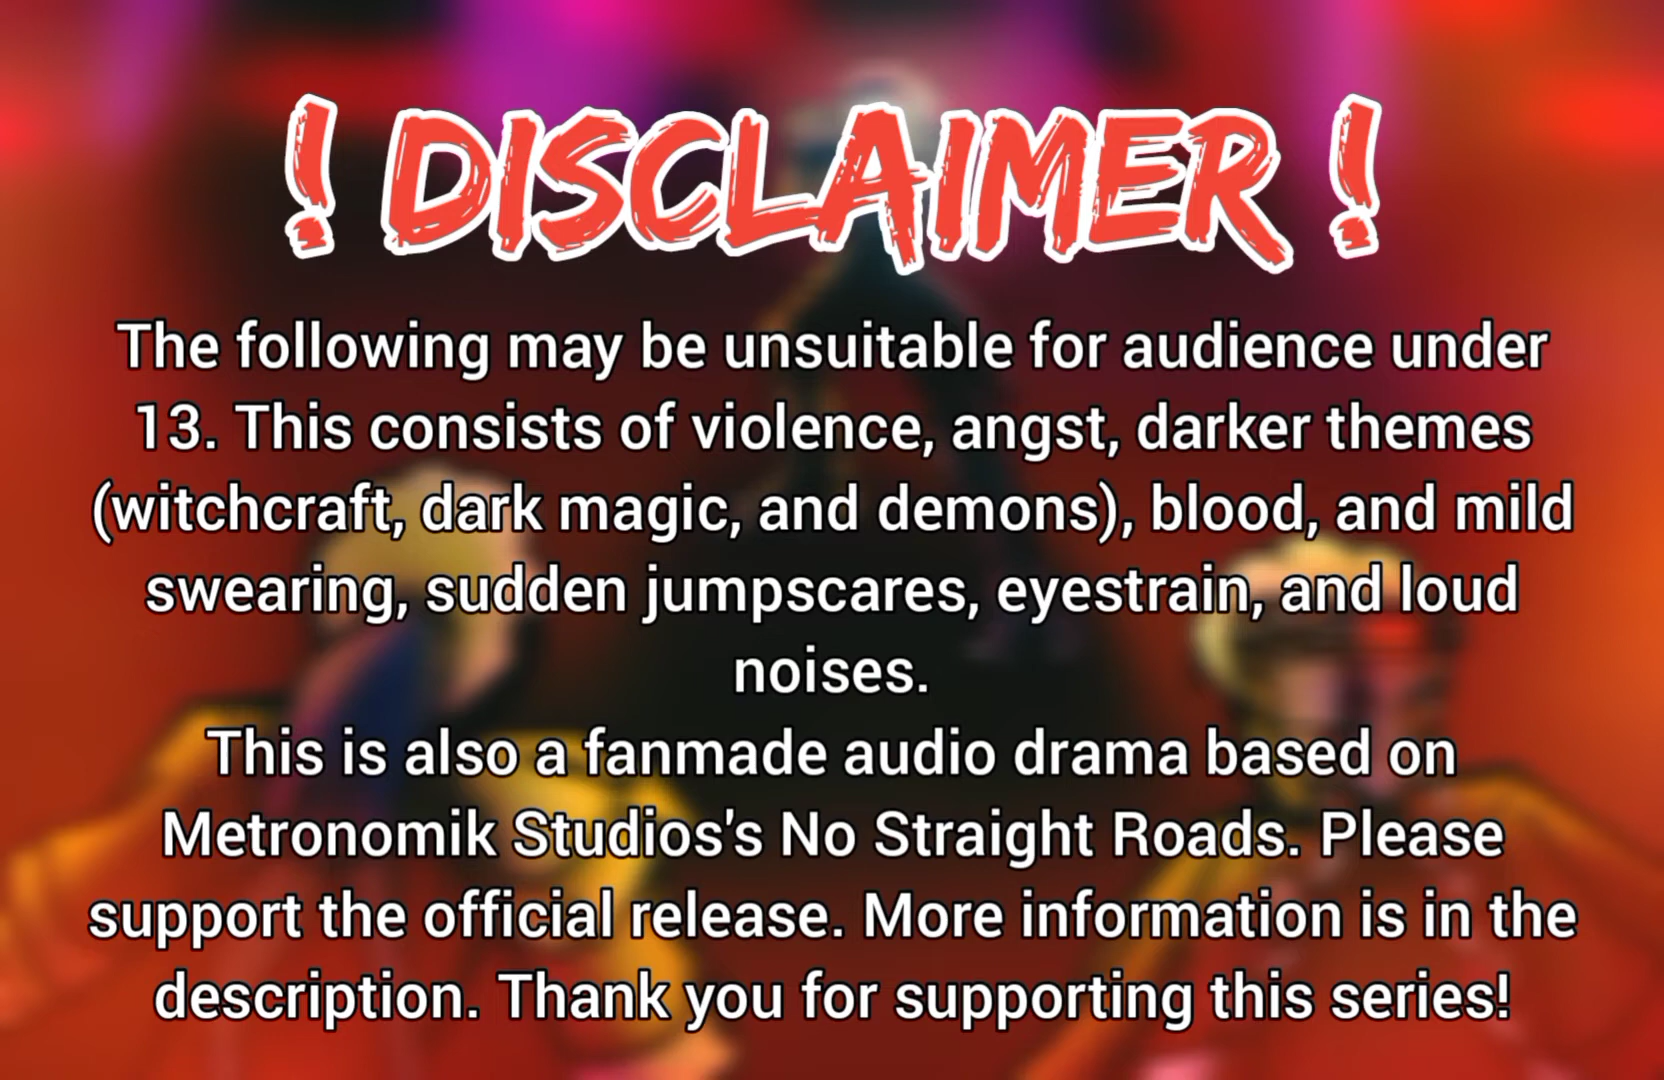 ! DISCLAIMER !
The following may be unsuitable for audience under
13. This consists of violence, angst, darker themes
(witchcraft, dark magic, and demons), blood, and mild
swearing, sudden jumpscares, eyestrain, and loud
noises.
This is also a fanmade audio drama based on
Metronomik Studios's No Straight Roads. Please
support the official release. More information is in the
description. Thank you for supporting this series!